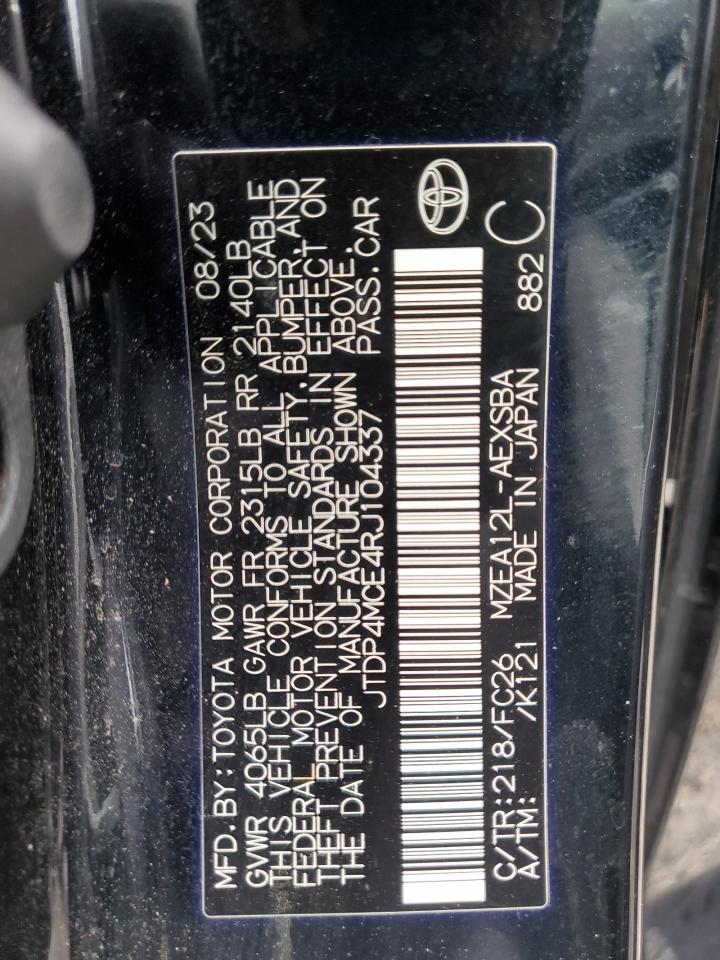 MFD.BY:TOYOTA MOTOR CORPORATION 08/23
GVWR 4065LB GAWR FR 2315LB RR 2140LB
THIS VEHICLE CONFORMS TO ALL APPLICABLE
FEDERAL MOTOR VEHICLE SAFETY,BUMPER,AND
THEFT PREVENTION STANDARDS IN EFFECT ON
THE DATE OF MANUFACTURE SHOWN ABOVE.
JTDP4MCE4RJ104337 PASS.CAR
C/TR:218/FC26 MZEA12L-AEXSBA 882 C
A/TM: /K121 MADE IN JAPAN